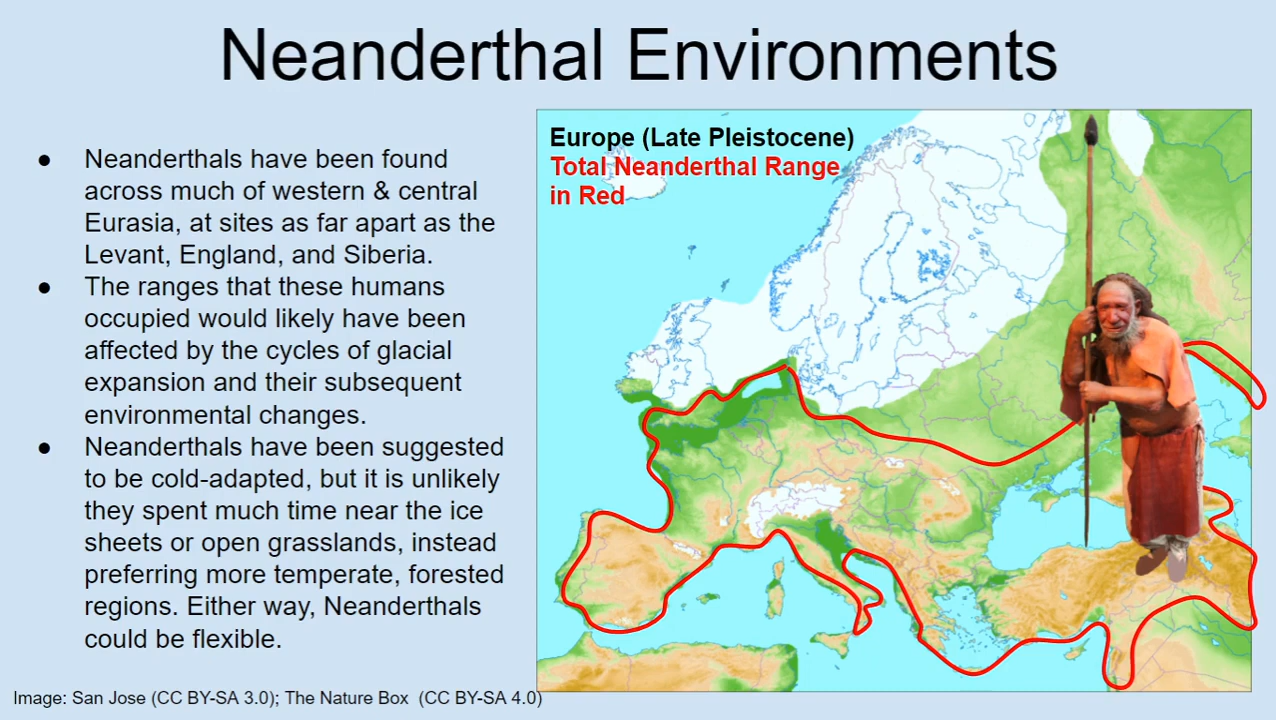 Neanderthal Environments
● Neanderthals have been found
across much of western & central
Eurasia, at sites as far apart as the
Levant, England, and Siberia.
● The ranges that these humans
occupied would likely have been
affected by the cycles of glacial
expansion and their subsequent
environmental changes.
● Neanderthals have been suggested
to be cold-adapted, but it is unlikely
they spent much time near the ice
sheets or open grasslands, instead
preferring more temperate, forested
regions. Either way, Neanderthals
could be flexible.
Europe (Late Pleistocene)
Total Neanderthal Range
in Red
Image: San Jose (CC BY-SA 3.0); The Nature Box (CC BY-SA 4.0)